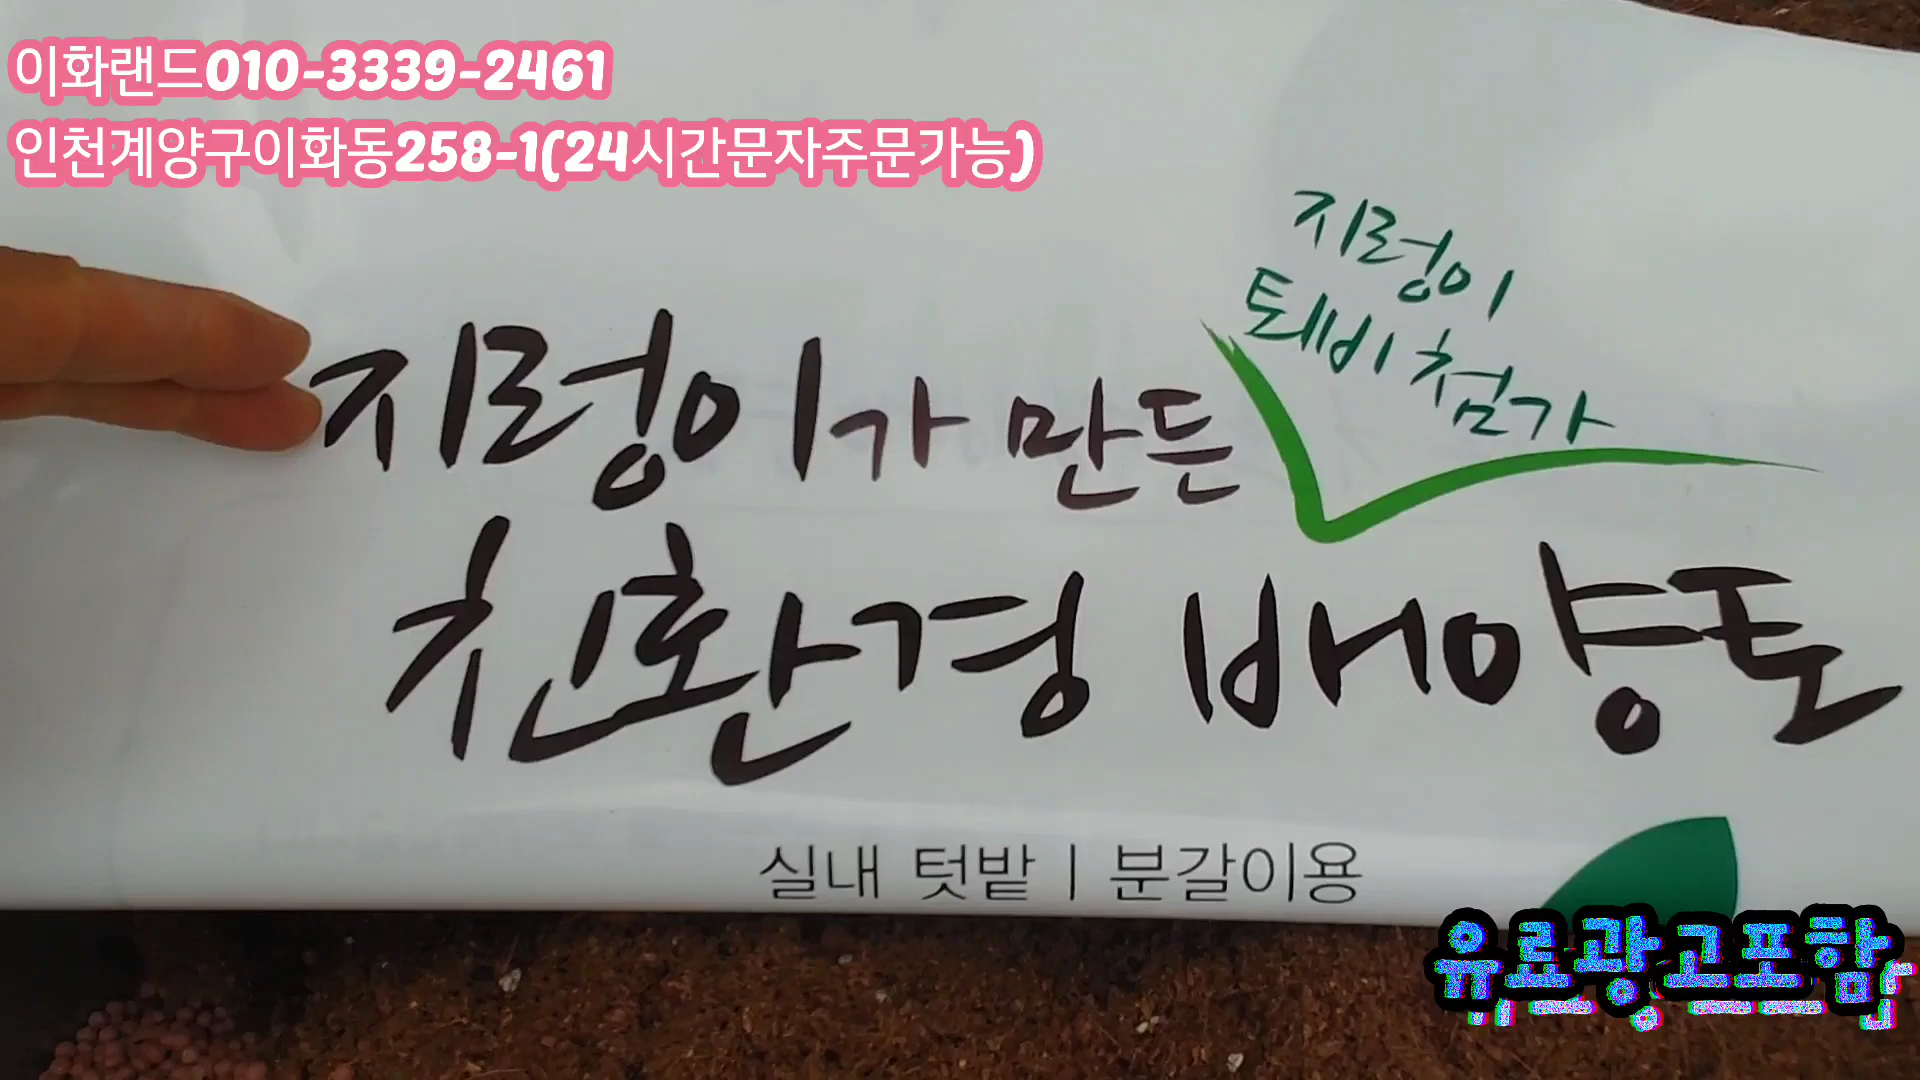 이화랜드010-3339-2461
인천계양구이화동258-1(24시간문자주문가능)
지렁이
퇴비 첨가
지렁이가 만든
친환경 배양토
실내 텃밭 | 분갈이용
유료광고포함